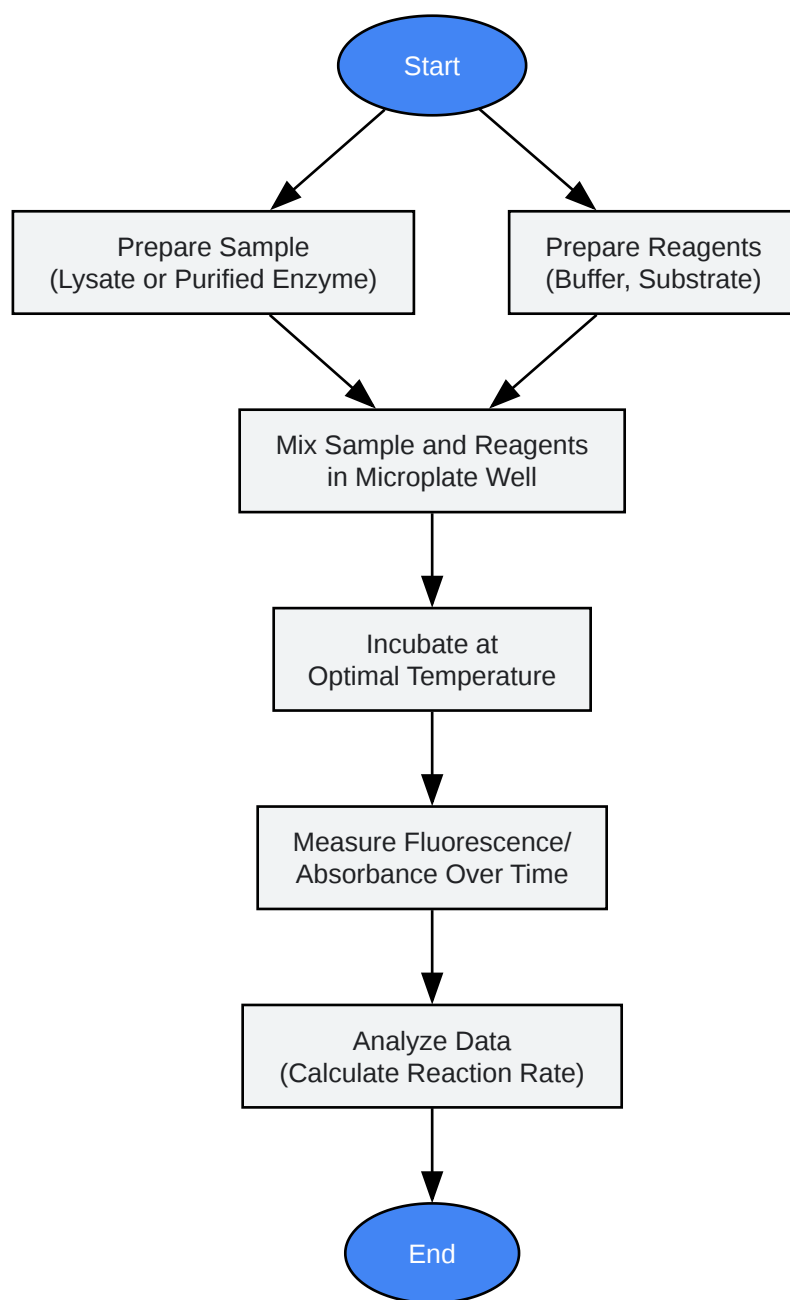 Start
Prepare Sample
(Lysate or Purified Enzyme)
Prepare Reagents
(Buffer, Substrate)
Mix Sample and Reagents
in Microplate Well
Incubate at
Optimal Temperature
Measure Fluorescence/
Absorbance Over Time
Analyze Data
(Calculate Reaction Rate)
End